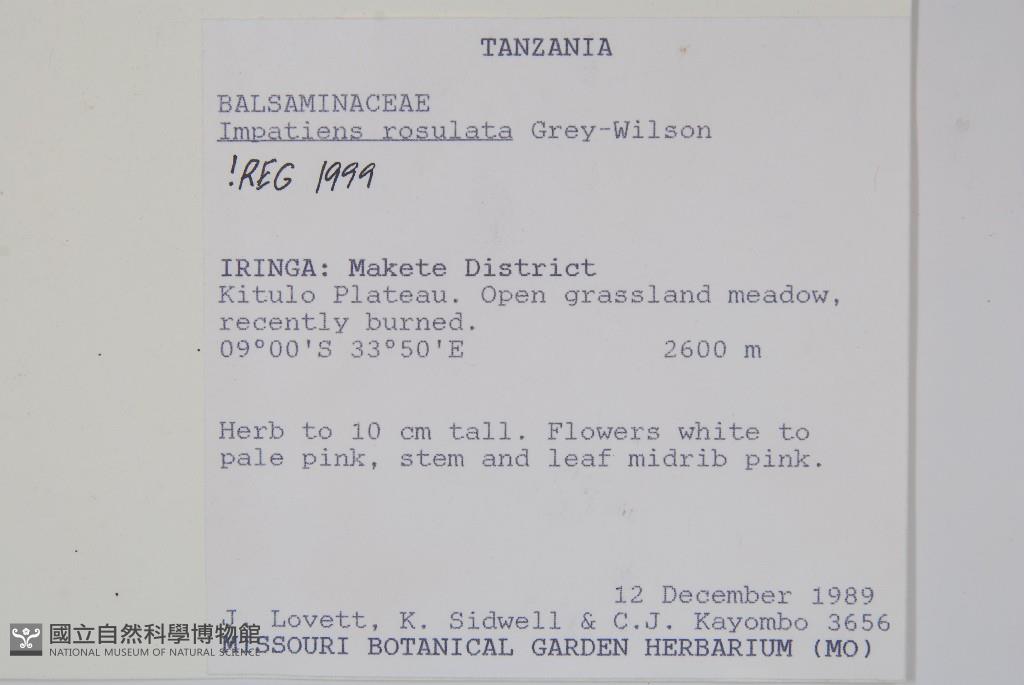 TANZANIA
BALSAMINACEAE
Impatiens rosulata Grey-Wilson
!REG 1999
IRINGA: Makete District
Kitulo Plateau. Open grassland meadow,
recently burned.
09°00'S 33°50'E 2600 m
Herb to 10 cm tall. Flowers white to
pale pink, stem and leaf midrib pink.
12 December 1989
J. Lovett, K. Sidwell & C.J. Kayombo 3656
MISSOURI BOTANICAL GARDEN HERBARIUM (MO)
國立自然科學博物館
NATIONAL MUSEUM OF NATURAL SCIENCE